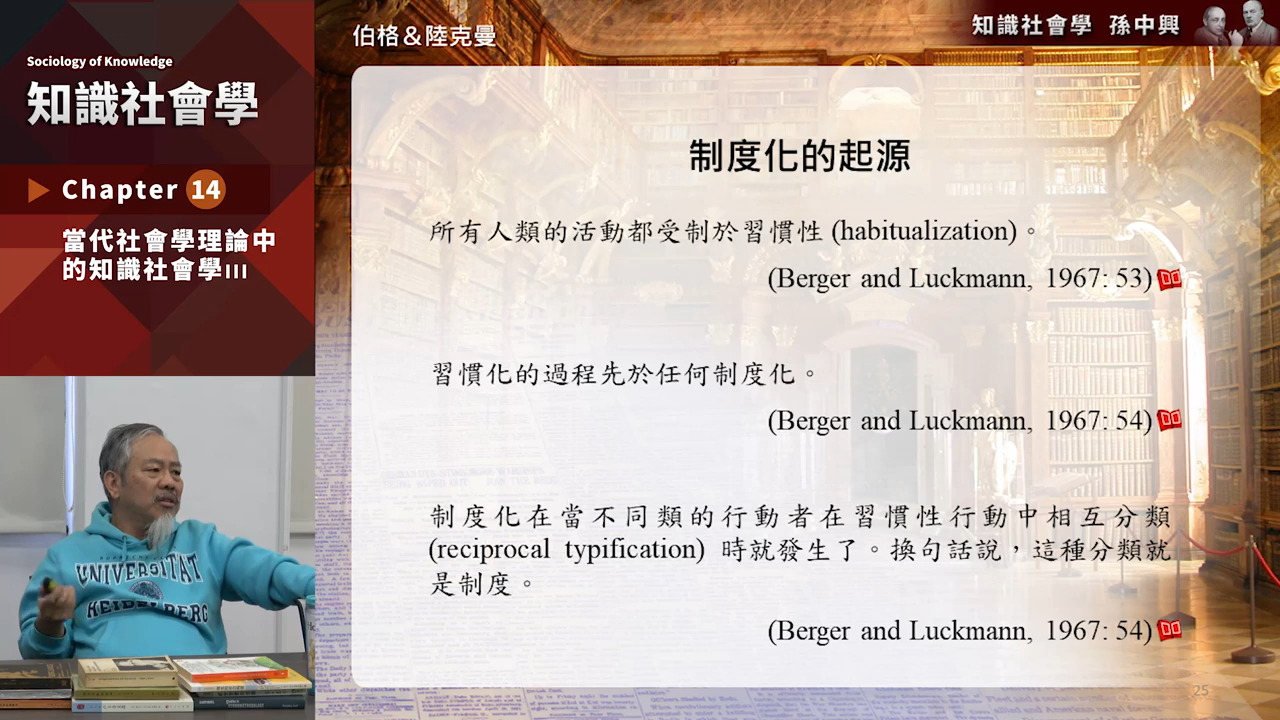 Sociology of Knowledge
知識社會學
Chapter 14
當代社會學理論中
的知識社會學III
伯格＆陸克曼
知識社會學 孫中興
制度化的起源
所有人類的活動都受制於習慣性 (habitualization)。
(Berger and Luckmann, 1967: 53)
習慣化的過程先於任何制度化。
(Berger and Luckmann, 1967: 54)
制度化在當不同類的行動者在習慣性行動中相互分類
(reciprocal typification) 時就發生了。換句話說，這種分類就
是制度。
(Berger and Luckmann, 1967: 54)
25
UNIVERSITAT
HEIDELBERG